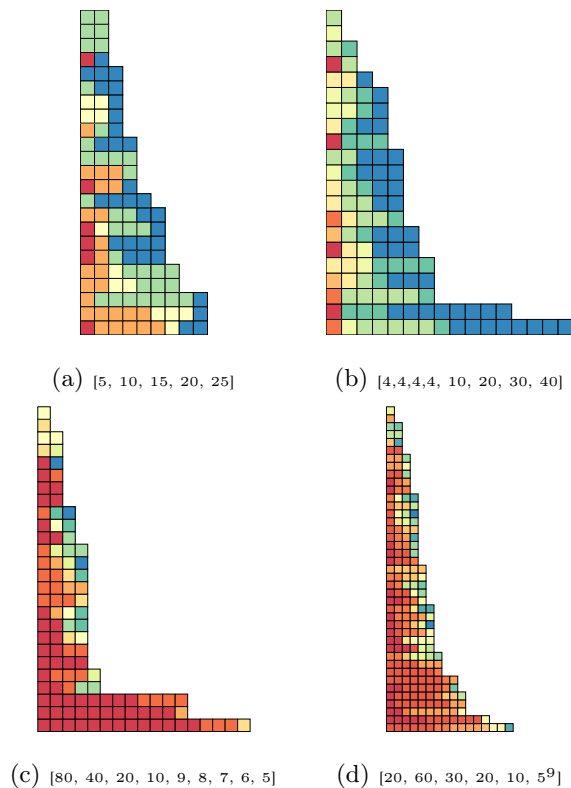 (a) [5, 10, 15, 20, 25]
(b) [4,4,4,4, 10, 20, 30, 40]
(c) [80, 40, 20, 10, 9, 8, 7, 6, 5]
(d) [20, 60, 30, 20, 10, 5⁹]